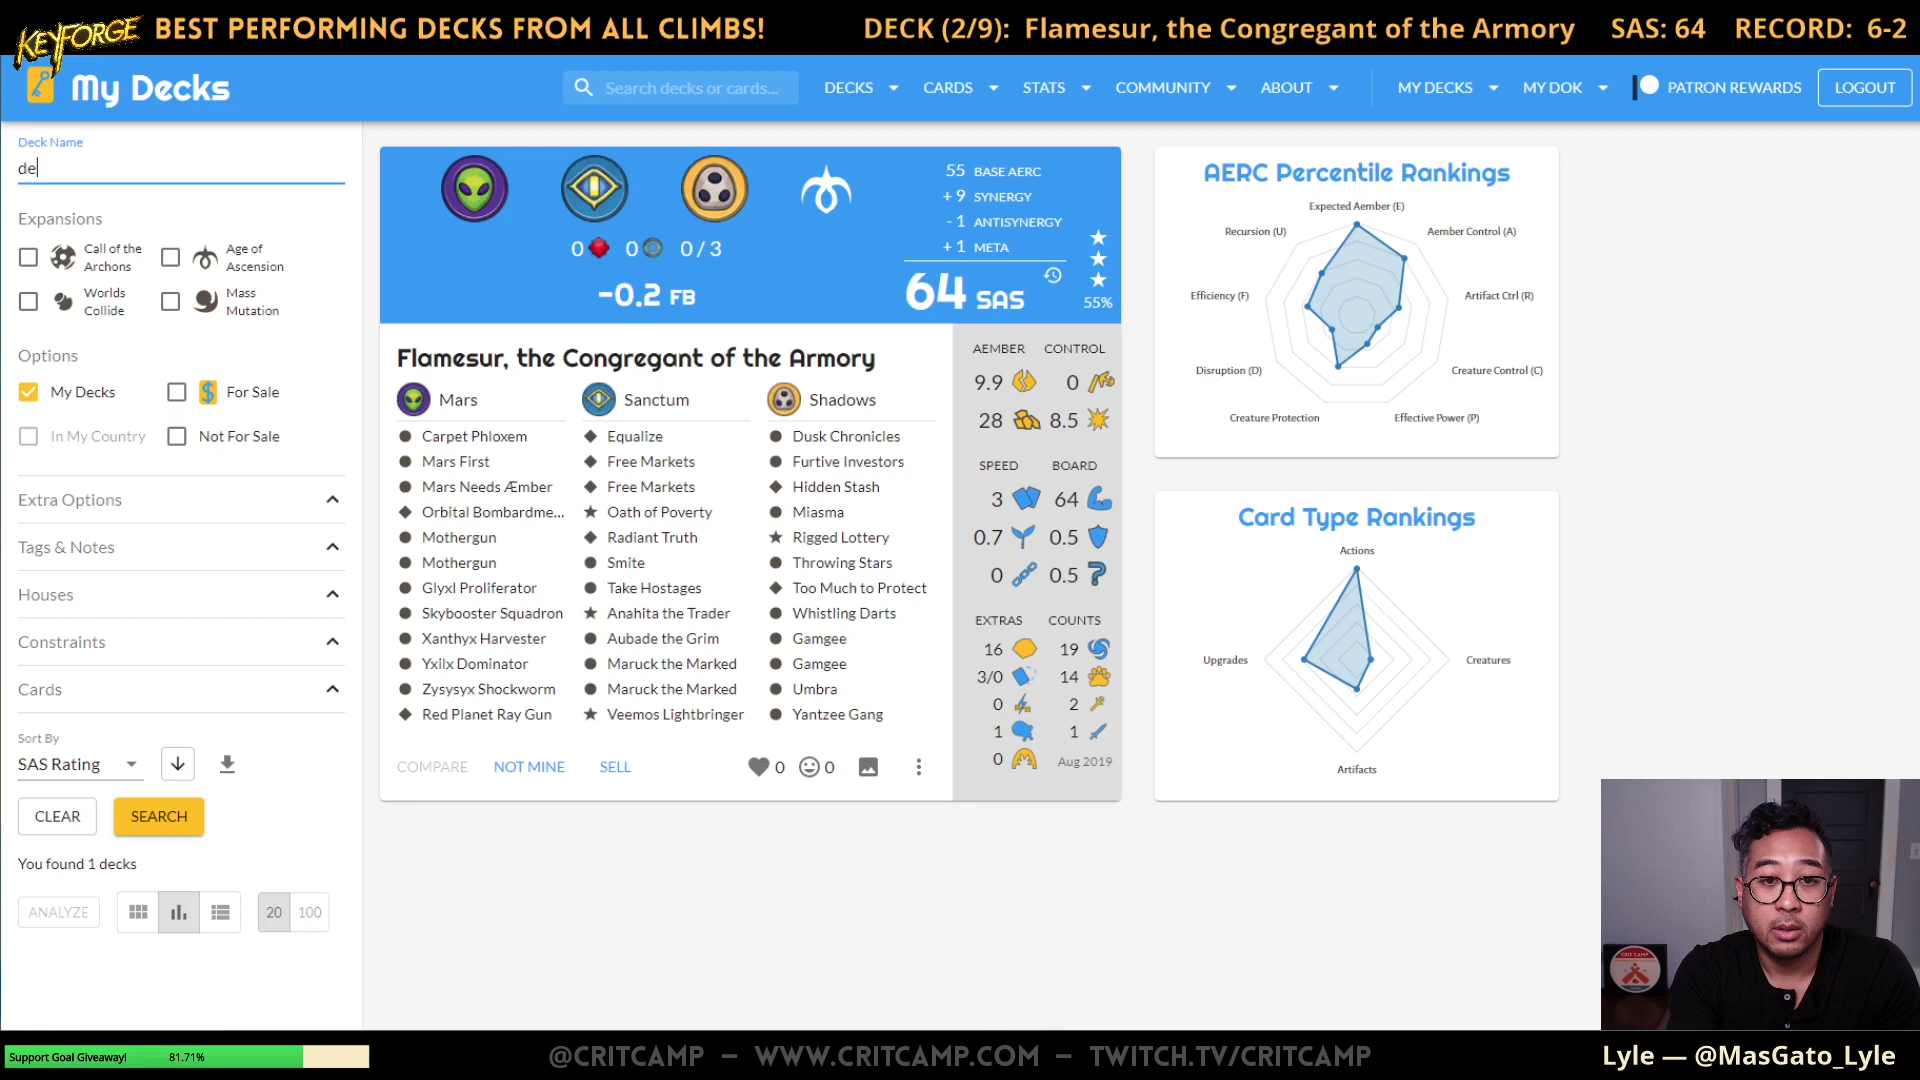 KEYFORGE BEST PERFORMING DECKS FROM ALL CLIMBS! DECK (2/9): Flamesur, the Congregant of the Armory SAS: 64 RECORD: 6-2
My Decks Search decks or cards... DECKS CARDS STATS COMMUNITY ABOUT MY DECKS MY DOK PATRON REWARDS LOGOUT
Deck Name
de
Expansions
Call of the Archons
Age of Ascension
Worlds Collide
Mass Mutation
Options
My Decks $ For Sale
In My Country Not For Sale
Extra Options
Tags & Notes
Houses
Constraints
Cards
Sort By
SAS Rating
CLEAR SEARCH
You found 1 decks
ANALYZE 20 100
0 0 0 / 3
-0.2 FB
55 BASE AERC
+ 9 SYNERGY
- 1 ANTISYNERGY
+ 1 META
64 SAS
55%
Flamesur, the Congregant of the Armory
Mars
Carpet Phloxem
Mars First
Mars Needs Æmber
Orbital Bombardme...
Mothergun
Mothergun
Glyxl Proliferator
Skybooster Squadron
Xanthyx Harvester
Yxilx Dominator
Zysysyx Shockworm
Red Planet Ray Gun
Sanctum
Equalize
Free Markets
Free Markets
Oath of Poverty
Radiant Truth
Smite
Take Hostages
Anahita the Trader
Aubade the Grim
Maruck the Marked
Maruck the Marked
Veemos Lightbringer
Shadows
Dusk Chronicles
Furtive Investors
Hidden Stash
Miasma
Rigged Lottery
Throwing Stars
Too Much to Protect
Whistling Darts
Gamgee
Gamgee
Umbra
Yantzee Gang
COMPARE NOT MINE SELL 0 0
AEMBER CONTROL
9.9 0
28 8.5
SPEED BOARD
3 64
0.7 0.5
0 0.5
EXTRAS COUNTS
16 19
3/0 14
0 2
1 1
0 Aug 2019
AERC Percentile Rankings
Expected Aember (E)
Recursion (U) Aember Control (A)
Efficiency (F) Artifact Ctrl (R)
Disruption (D) Creature Control (C)
Creature Protection Effective Power (P)
Card Type Rankings
Actions
Upgrades Creatures
Artifacts
CRIT CAMP
Support Goal Giveaway! 81.71%
@CRITCAMP — WWW.CRITCAMP.COM — TWITCH.TV/CRITCAMP
Lyle — @MasGato_Lyle